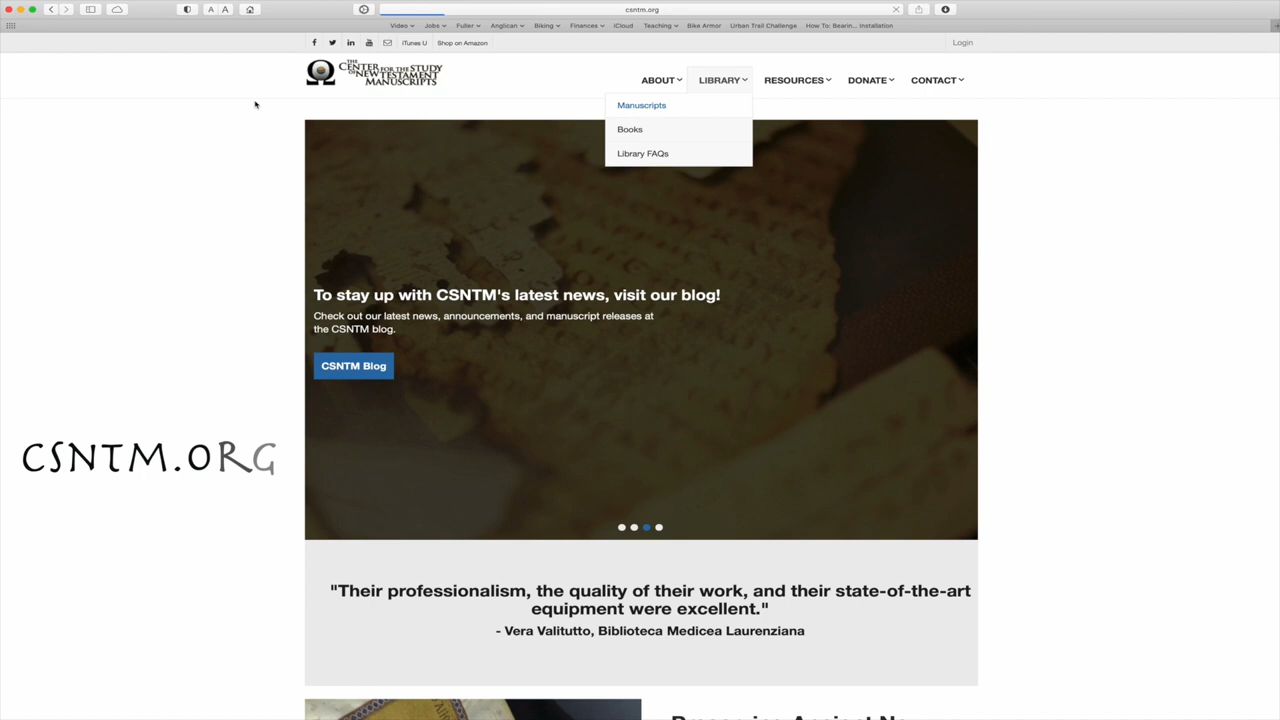 csntm.org
Video
Jobs
Fuller
Anglican
Biking
Finances
iCloud
Teaching
Bike Armor
Urban Trail Challenge
How To: Bearin... Installation
iTunes U
Shop on Amazon
Login
THE CENTER FOR THE STUDY
OF NEW TESTAMENT
MANUSCRIPTS
ABOUT
LIBRARY
RESOURCES
DONATE
CONTACT
Manuscripts
Books
Library FAQs
To stay up with CSNTM's latest news, visit our blog!
Check out our latest news, announcements, and manuscript releases at
the CSNTM blog.
CSNTM Blog
CSNTM.ORG
"Their professionalism, the quality of their work, and their state-of-the-art
equipment were excellent."
- Vera Valitutto, Biblioteca Medicea Laurenziana